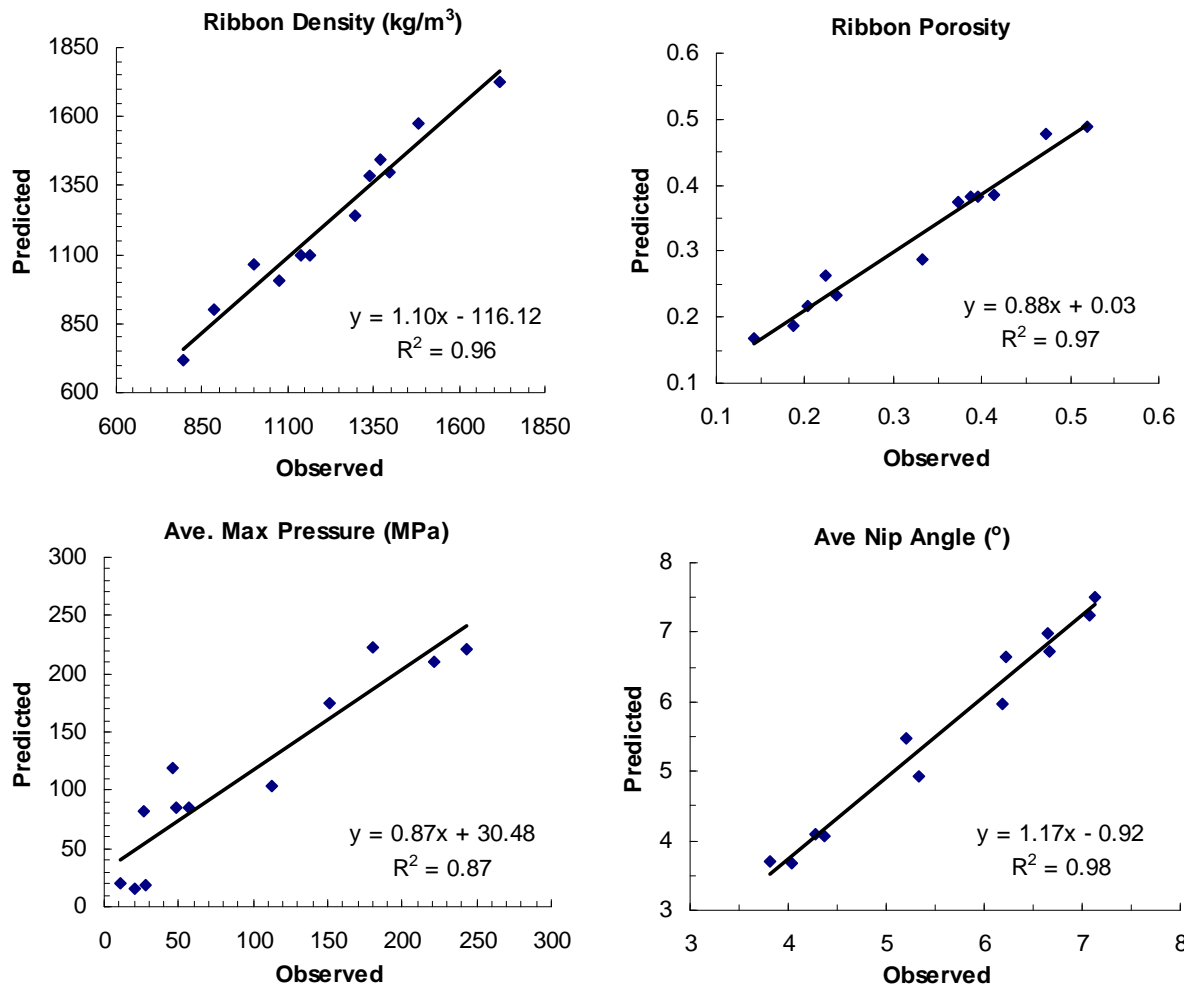 Ribbon Density (kg/m³)
1850
1600
1350
1100
850
600
Predicted
y = 1.10x - 116.12
R² = 0.96
600 850 1100 1350 1600 1850
Observed
Ribbon Porosity
0.6
0.5
0.4
0.3
0.2
0.1
Predicted
y = 0.88x + 0.03
R² = 0.97
0.1 0.2 0.3 0.4 0.5 0.6
Observed
Ave. Max Pressure (MPa)
300
250
200
150
100
50
0
Predicted
y = 0.87x + 30.48
R² = 0.87
0 50 100 150 200 250 300
Observed
Ave Nip Angle (°)
8
7
6
5
4
3
Predicted
y = 1.17x - 0.92
R² = 0.98
3 4 5 6 7 8
Observed